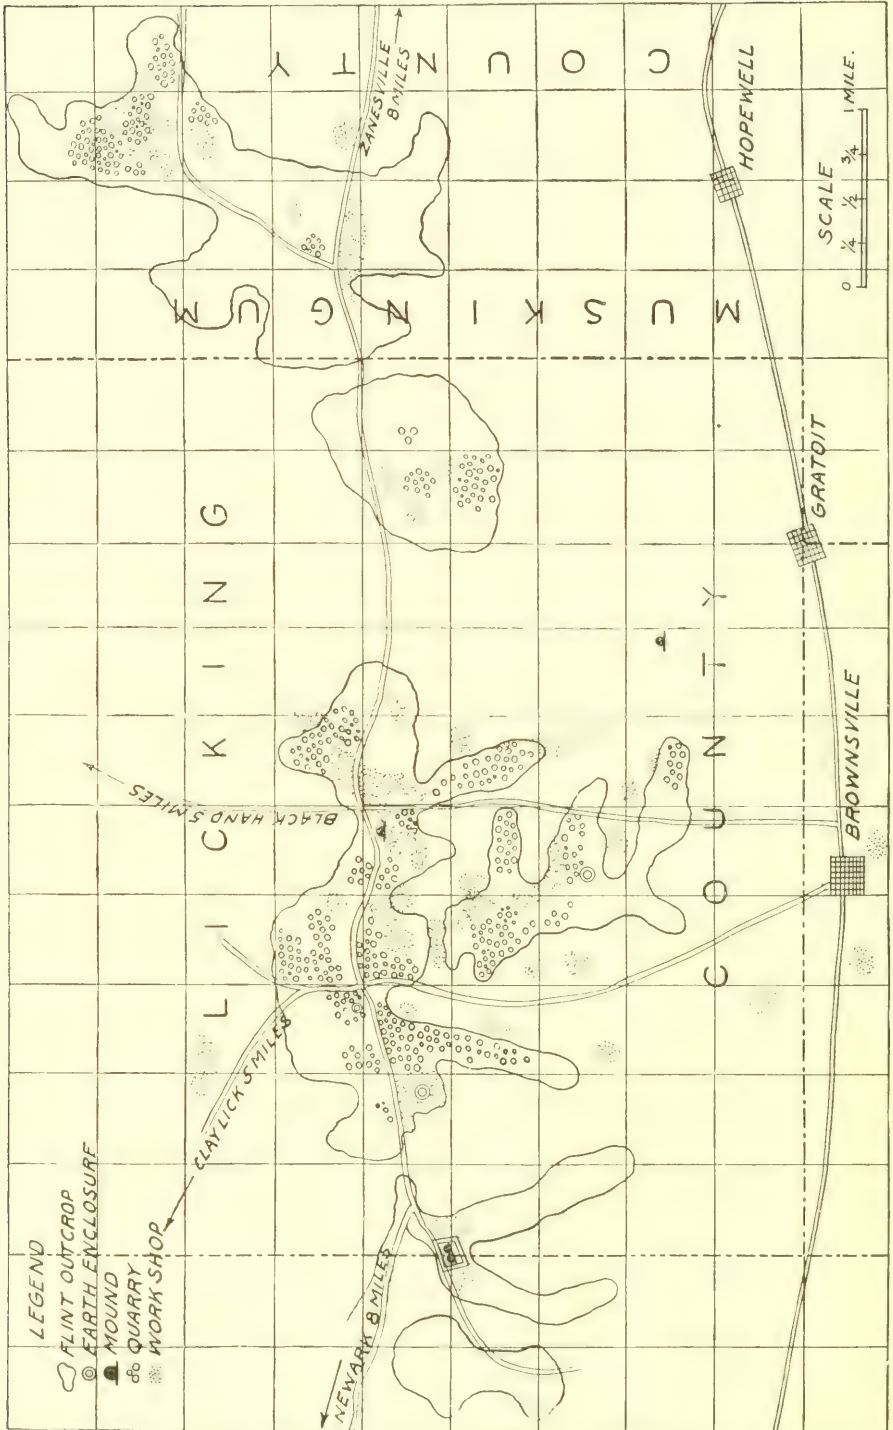 LEGEND
FLINT OUTCROP
EARTH ENCLOSURE
MOUND
QUARRY
WORK SHOP
NEWARK 8 MILES
CLAYLICK 5 MILES
BLACK HAND 5 MILES
ZANESVILLE
8 MILES
LICKING
COUNTY
MUSKINGUM
COUNTY
BROWNSVILLE
GRATOIT
HOPEWELL
SCALE
0 1/4 1/2 3/4 1 MILE.